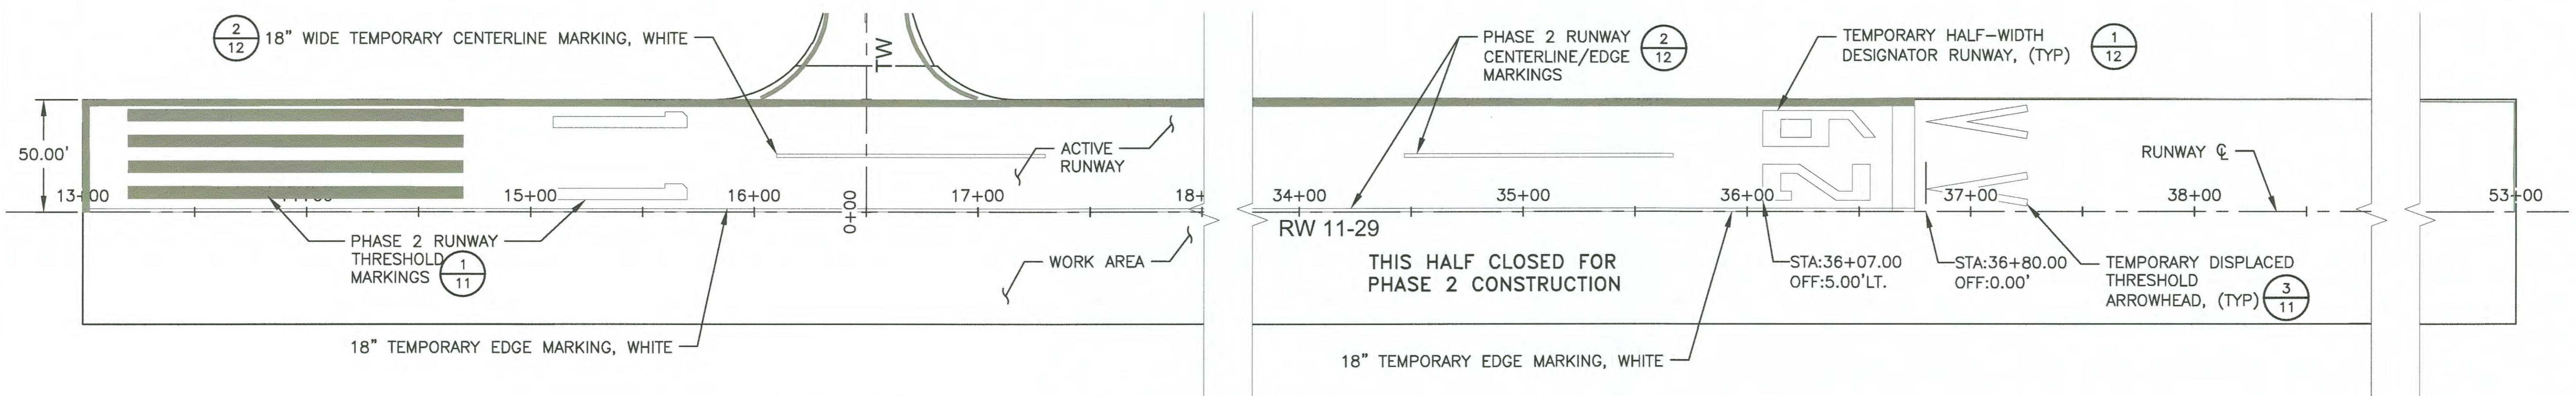 2
12
18" WIDE TEMPORARY CENTERLINE MARKING, WHITE
TW
PHASE 2 RUNWAY
CENTERLINE/EDGE
MARKINGS
2
12
TEMPORARY HALF-WIDTH
DESIGNATOR RUNWAY, (TYP)
1
12
50.00'
ACTIVE
RUNWAY
29
RUNWAY ℄
13+00
15+00
16+00
0+00
17+00
18+
34+00
35+00
36+00
37+00
38+00
53+00
RW 11-29
PHASE 2 RUNWAY
THRESHOLD
MARKINGS
1
11
WORK AREA
THIS HALF CLOSED FOR
PHASE 2 CONSTRUCTION
STA:36+07.00
OFF:5.00'LT.
STA:36+80.00
OFF:0.00'
TEMPORARY DISPLACED
THRESHOLD
ARROWHEAD, (TYP)
3
11
18" TEMPORARY EDGE MARKING, WHITE
18" TEMPORARY EDGE MARKING, WHITE